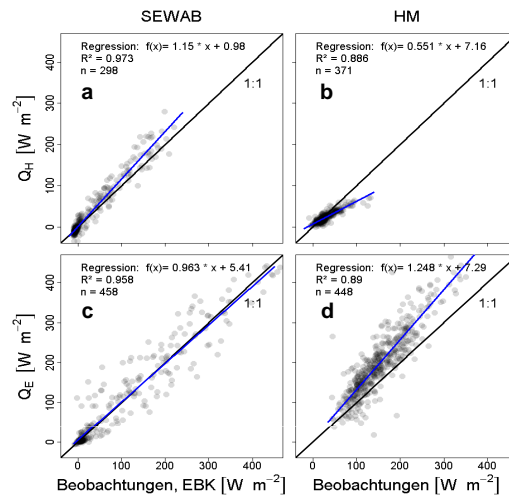 SEWAB
HM
Regression: f(x)= 1.15 * x + 0.98
R² = 0.973
n = 298
a
1:1
Regression: f(x)= 0.551 * x + 7.16
R² = 0.886
n = 371
b
1:1
Q_H [W m⁻²]
0 100 200 300 400
Regression: f(x)= 0.963 * x + 5.41
R² = 0.958
n = 458
c
1:1
Regression: f(x)= 1.248 * x + 7.29
R² = 0.89
n = 448
d
1:1
Q_E [W m⁻²]
0 100 200 300 400
0 100 200 300 400
0 100 200 300 400
Beobachtungen, EBK [W m⁻²]
Beobachtungen [W m⁻²]